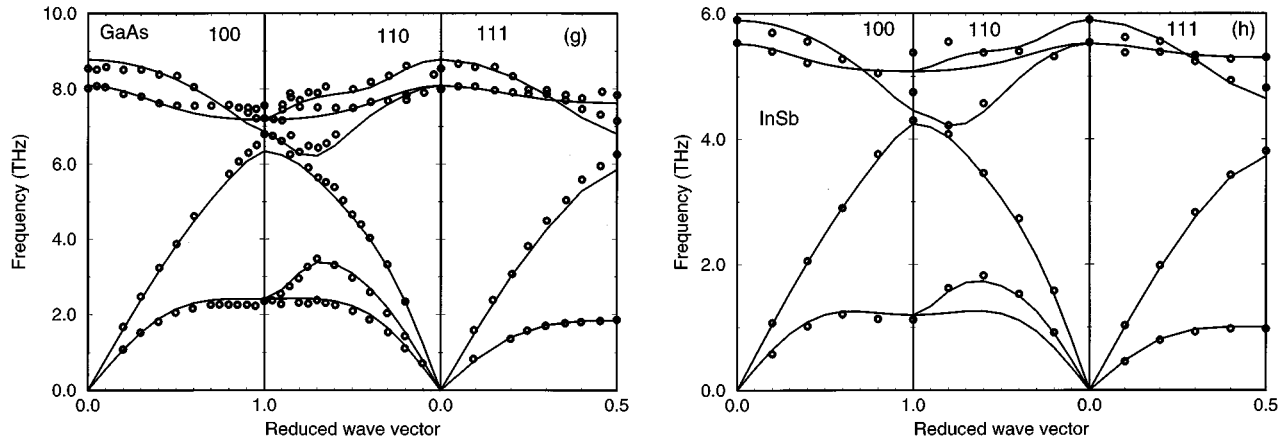 GaAs 100 110 111 (g)
10.0
8.0
6.0
4.0
2.0
0.0
Frequency (THz)
0.0 1.0 0.0 0.5
Reduced wave vector
100 110 111 (h)
InSb
6.0
4.0
2.0
0.0
Frequency (THz)
0.0 1.0 0.0 0.5
Reduced wave vector